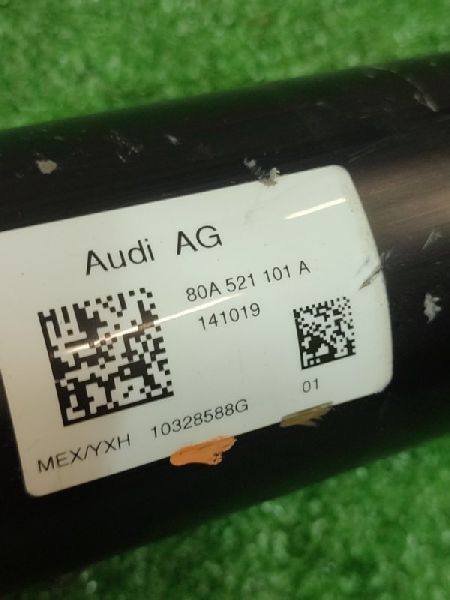 Audi AG
80A 521 101 A
141019
01
MEX/YXH 10328588G